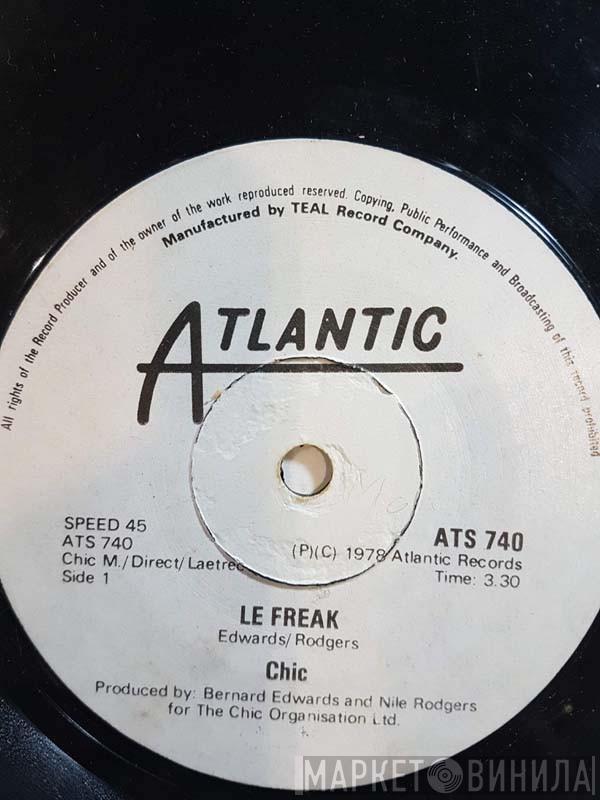 All rights of the Record Producer and of the owner of the work reproduced reserved. Copying, Public Performance and Broadcasting of this record prohibited
Manufactured by TEAL Record Company.
ATLANTIC
SPEED 45
ATS 740
Chic M./Direct/Laetrec
Side 1
ATS 740
(P)(C) 1978 Atlantic Records
Time: 3.30
LE FREAK
Edwards/Rodgers
Chic
Produced by: Bernard Edwards and Nile Rodgers
for The Chic Organisation Ltd.
МАРКЕТ ВИНИЛА